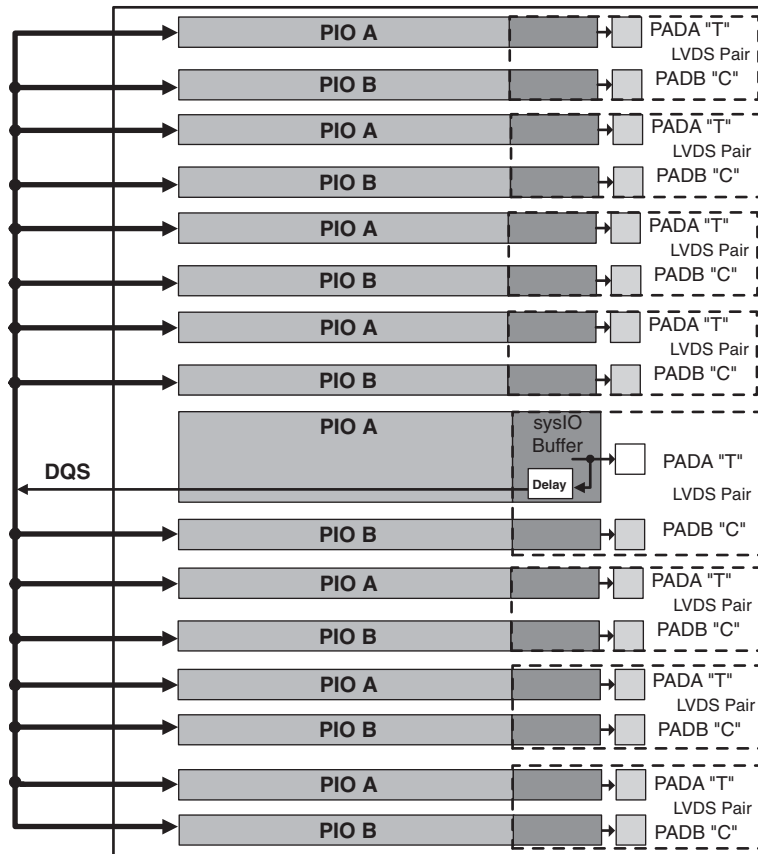 PIO A
PADA "T"
LVDS Pair
PIO B
PADB "C"
PIO A
PADA "T"
LVDS Pair
PIO B
PADB "C"
PIO A
PADA "T"
LVDS Pair
PIO B
PADB "C"
PIO A
PADA "T"
LVDS Pair
PIO B
PADB "C"
PIO A
sysIO
Buffer
PADA "T"
DQS
Delay
LVDS Pair
PIO B
PADB "C"
PIO A
PADA "T"
LVDS Pair
PIO B
PADB "C"
PIO A
PADA "T"
LVDS Pair
PIO B
PADB "C"
PIO A
PADA "T"
LVDS Pair
PIO B
PADB "C"